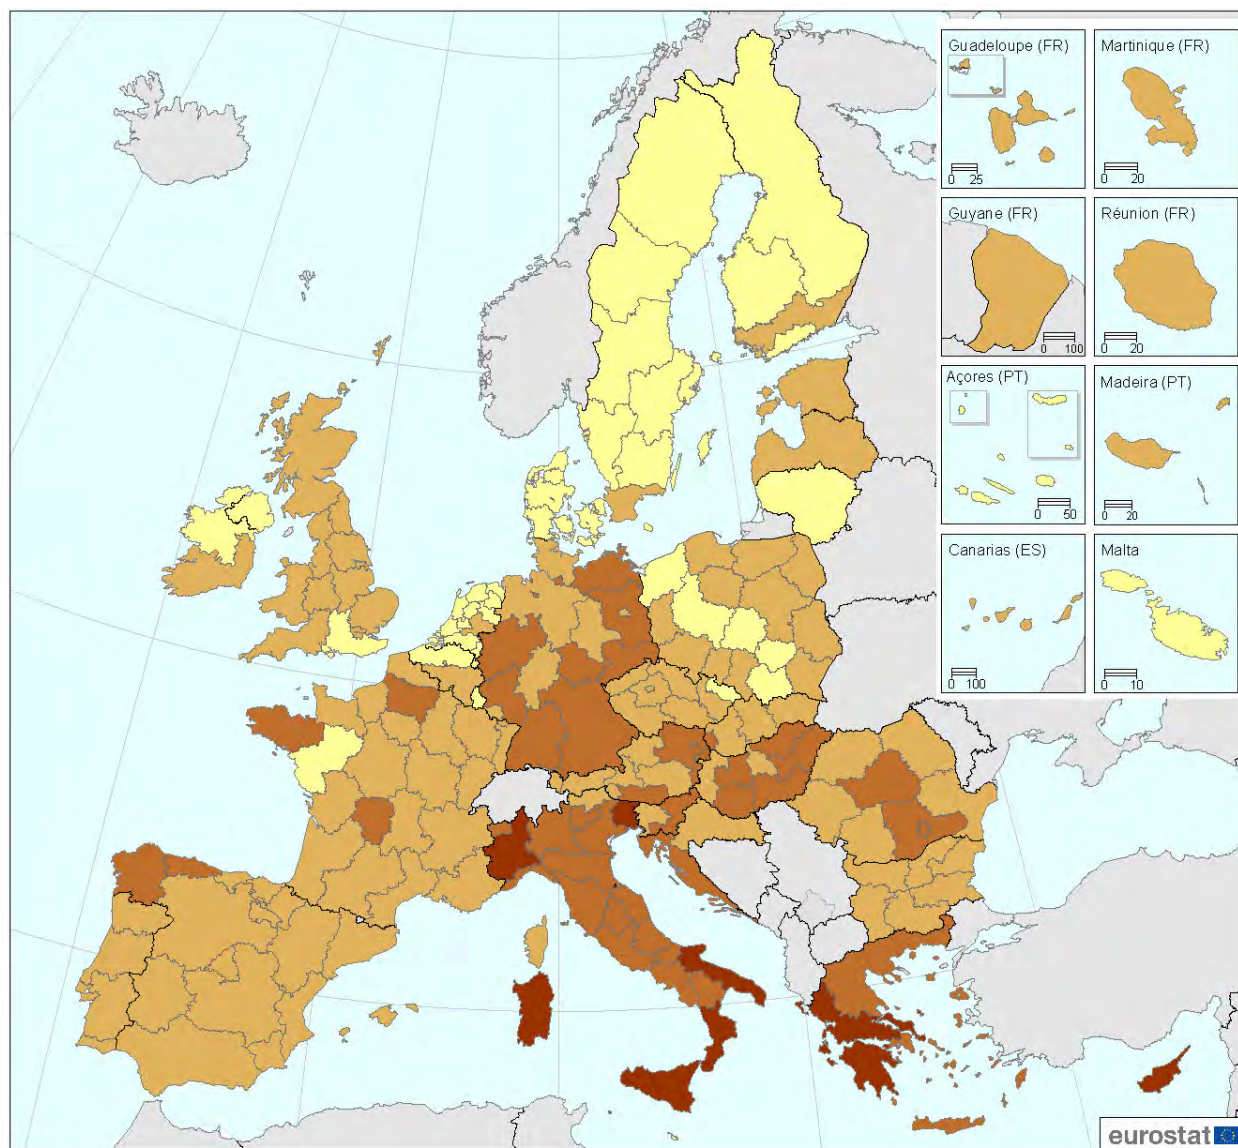 Guadeloupe (FR)
0 25
Martinique (FR)
0 20
Guyane (FR)
0 100
Réunion (FR)
0 20
Açores (PT)
0 50
Madeira (PT)
0 20
Canarias (ES)
0 100
Malta
0 10
eurostat